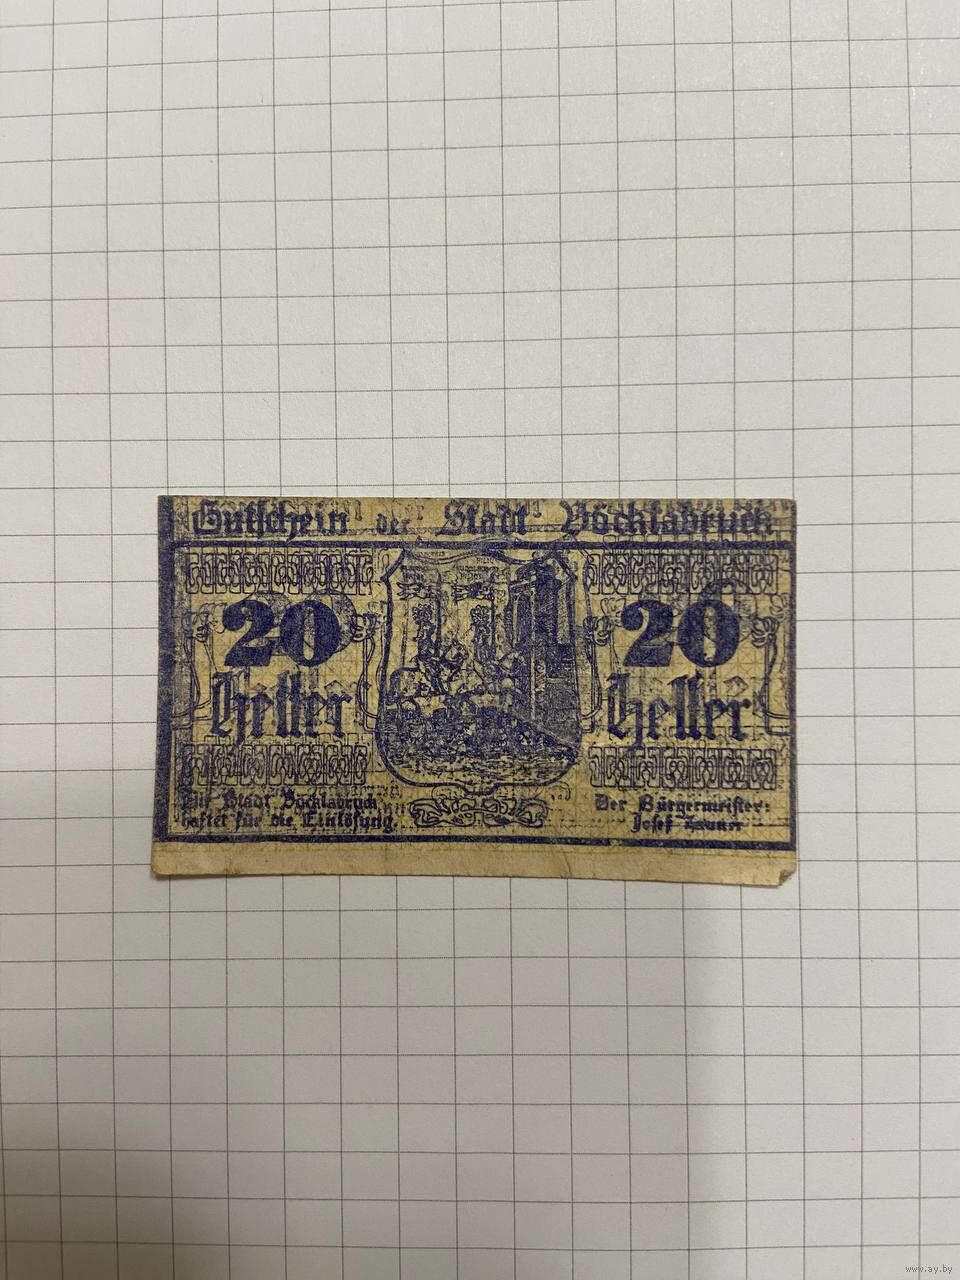 Gutschein der Stadt Vöcklabruck
20 20
Heller Heller
Die Stadt Vöcklabruck
haftet für die Einlösung.
Der Bürgermeister:
Josef
www.ay.by